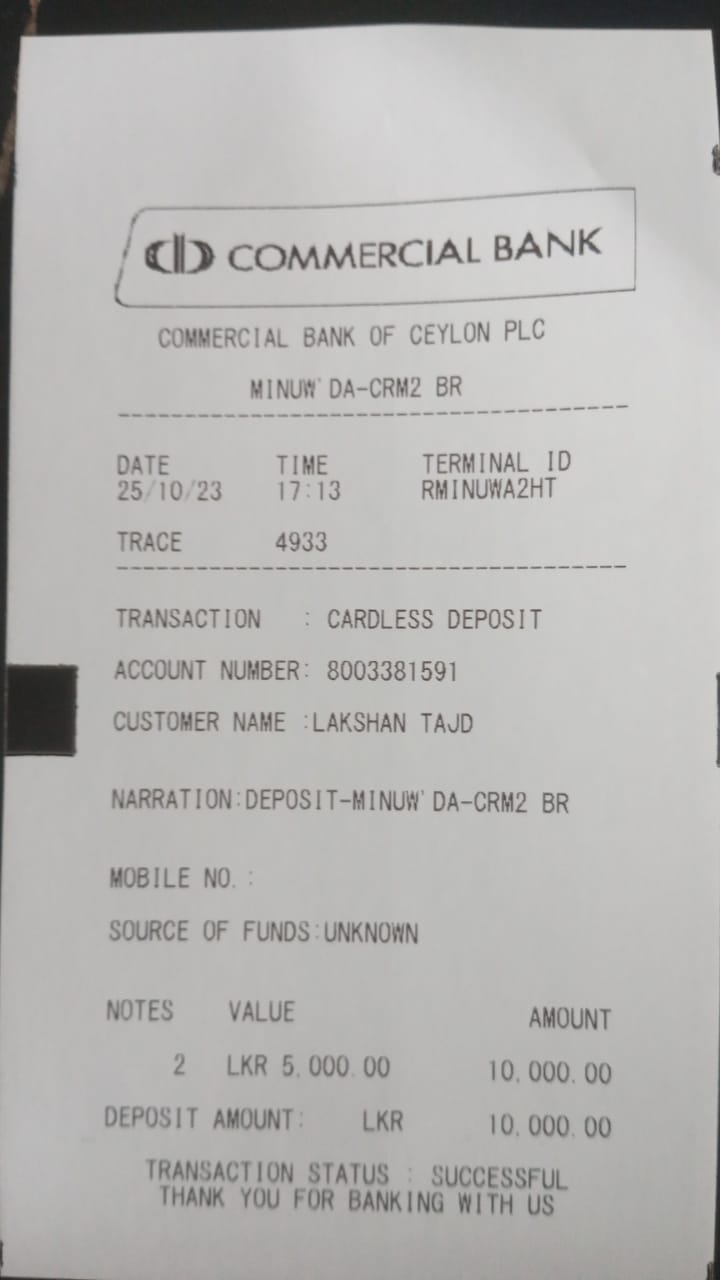 COMMERCIAL BANK
COMMERCIAL BANK OF CEYLON PLC
MINUW'DA-CRM2 BR
DATE TIME TERMINAL ID
25/10/23 17:13 RMINUWA2HT
TRACE 4933
TRANSACTION : CARDLESS DEPOSIT
ACCOUNT NUMBER: 8003381591
CUSTOMER NAME :LAKSHAN TAJD
NARRATION:DEPOSIT-MINUW'DA-CRM2 BR
MOBILE NO. :
SOURCE OF FUNDS:UNKNOWN
NOTES VALUE AMOUNT
2 LKR 5,000.00 10,000.00
DEPOSIT AMOUNT: LKR 10,000.00
TRANSACTION STATUS : SUCCESSFUL
THANK YOU FOR BANKING WITH US